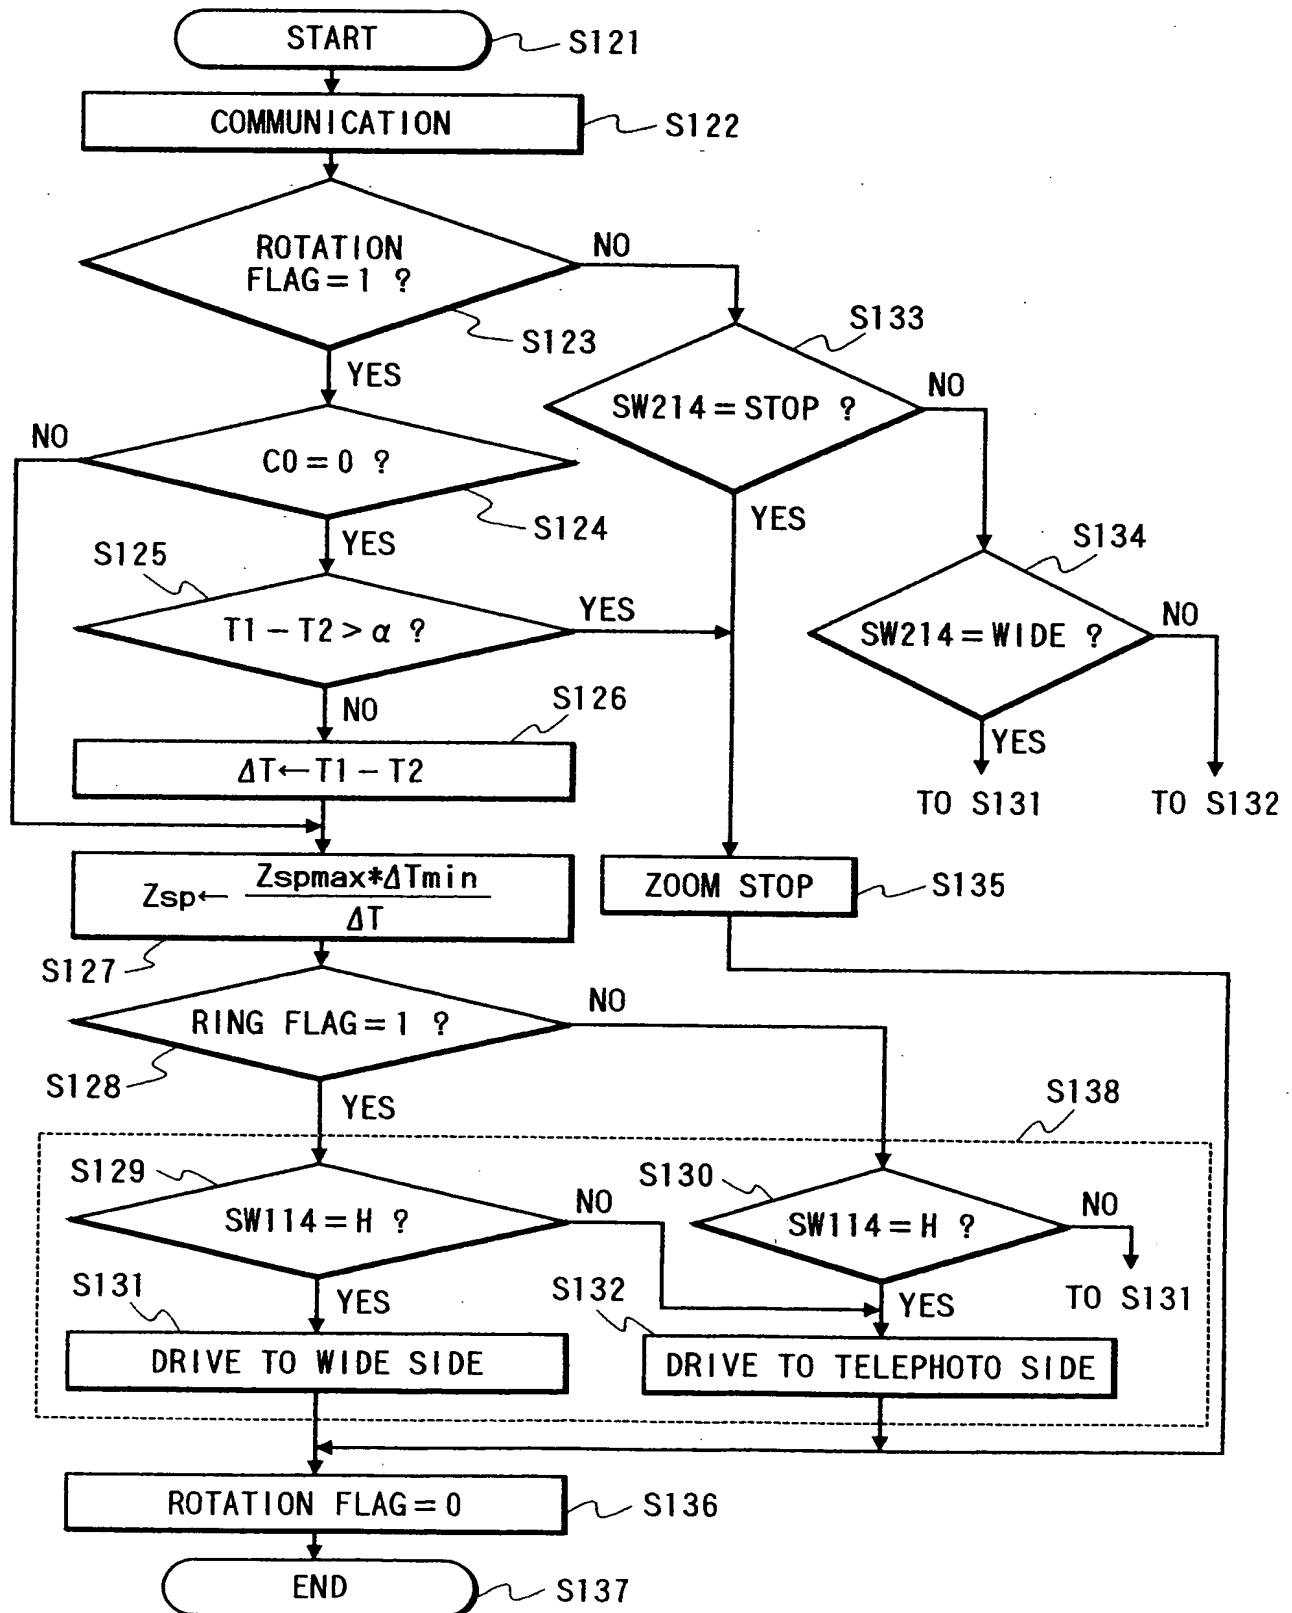 START
S121
COMMUNICATION
S122
ROTATION
FLAG=1 ?
NO
S123
YES
S133
SW214=STOP ?
NO
YES
NO
C0=0 ?
S124
YES
S134
SW214=WIDE ?
NO
YES
TO S131
TO S132
S125
T1-T2>α ?
YES
NO
S126
ΔT←T1-T2
Zsp← Zspmax*ΔTmin
ΔT
S127
ZOOM STOP
S135
RING FLAG=1 ?
NO
S128
YES
S138
S129
SW114=H ?
NO
YES
S130
SW114=H ?
NO
TO S131
YES
S131
DRIVE TO WIDE SIDE
S132
DRIVE TO TELEPHOTO SIDE
ROTATION FLAG=0
S136
END
S137